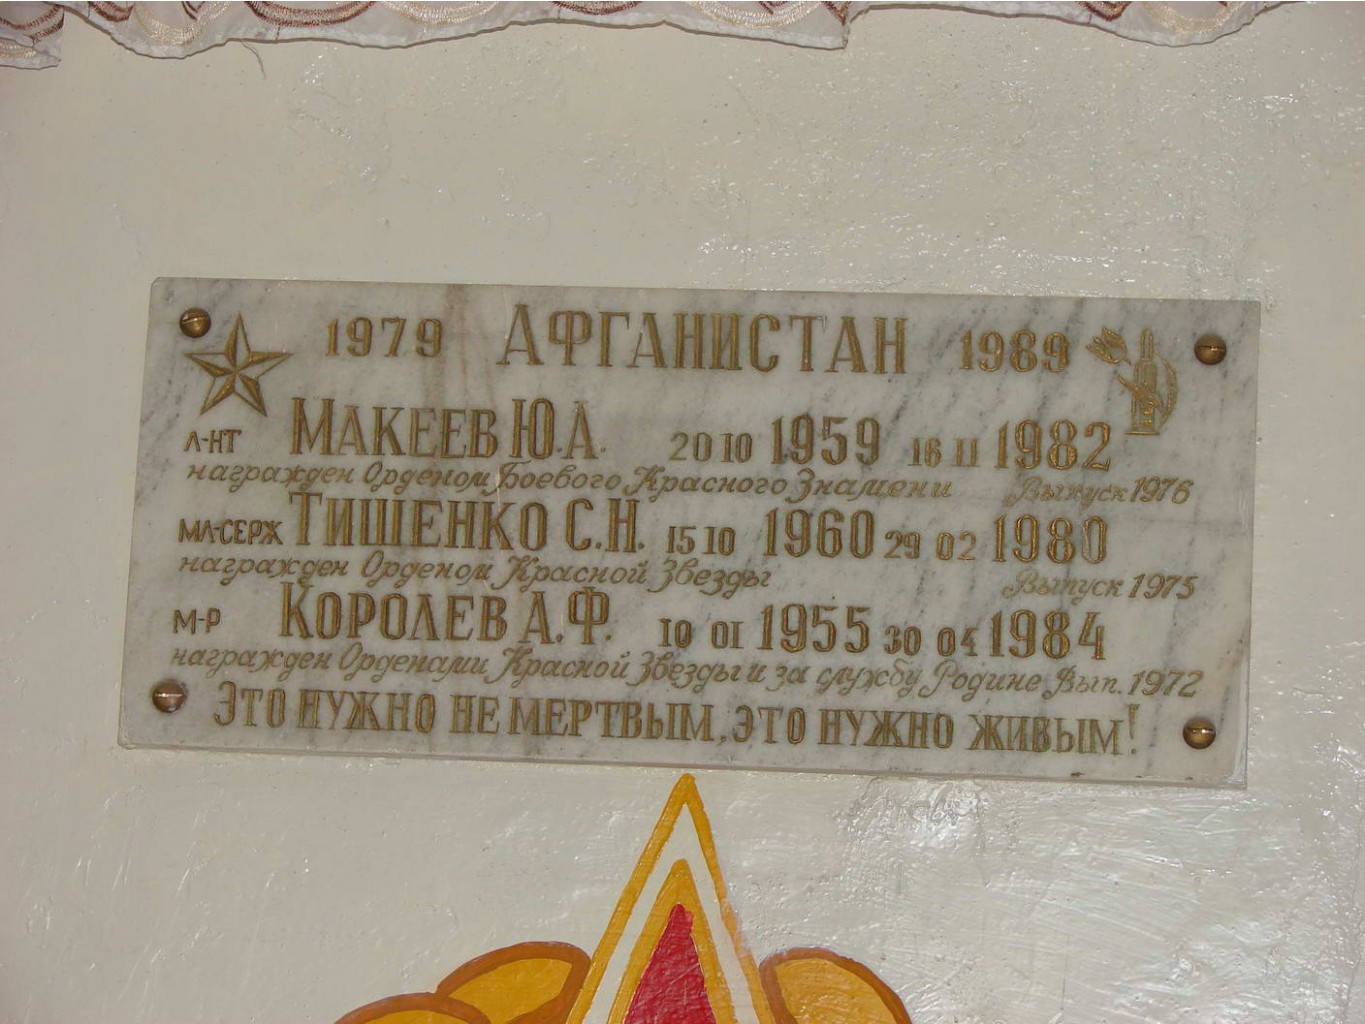 1979 АФГАНИСТАН 1989
Л-НТ МАКЕЕВ Ю.А. 20 10 1959 16 11 1982
награжден Орденом Боевого Красного Знамени Выпуск 1976
МЛ-СЕРЖ ТИШЕНКО С.Н. 15 10 1960 29 02 1980
награжден Орденом Красной Звезды Выпуск 1975
М-Р КОРОЛЕВ А.Ф. 10 01 1955 30 04 1984
награжден Орденами Красной Звезды и за службу Родине Вып. 1972
ЭТО НУЖНО НЕ МЕРТВЫМ, ЭТО НУЖНО ЖИВЫМ!